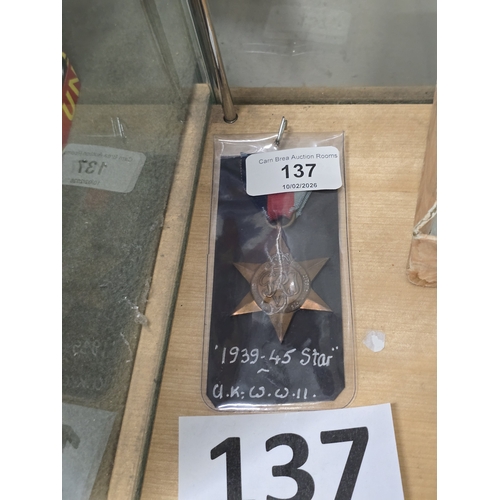 Carn Brea Auction Rooms
137
10/02/2026
"1939-45 Star"
U.K. W.W.II.
137